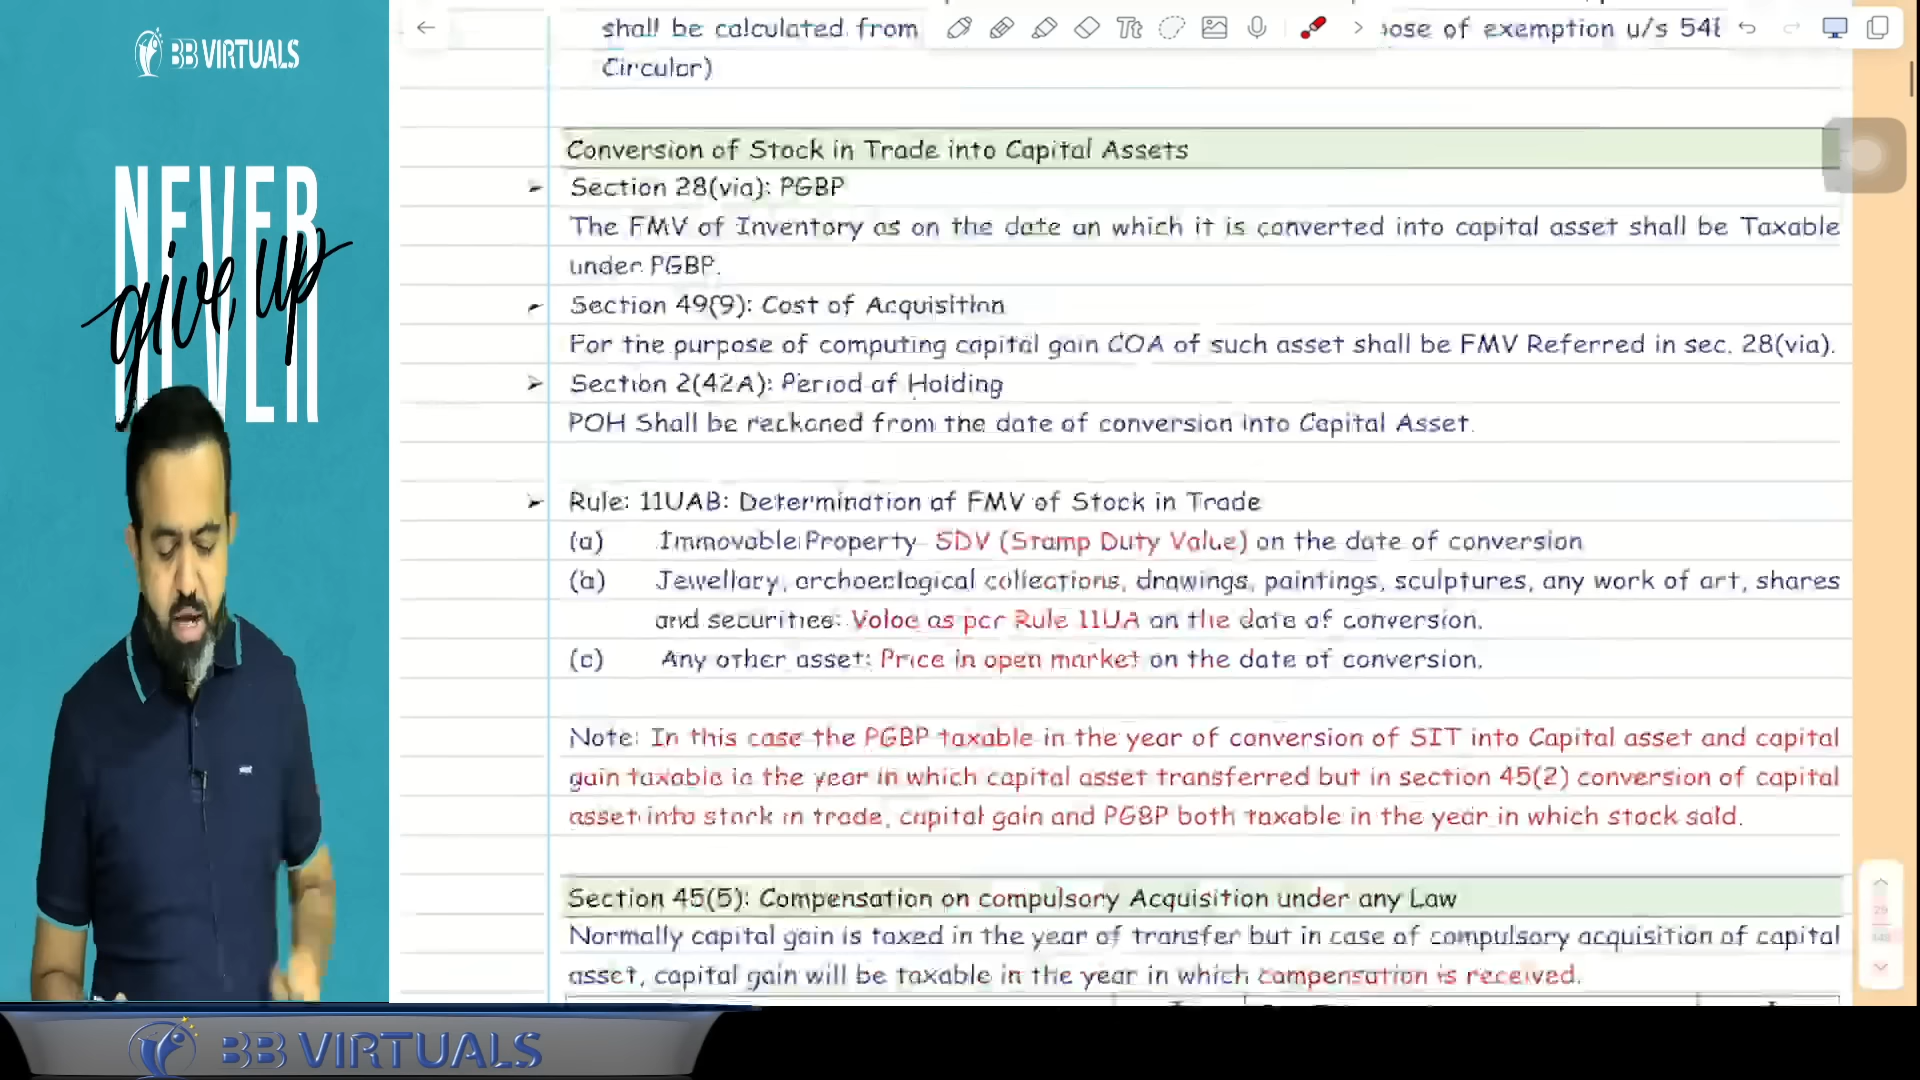 BB VIRTUALS
NEVER
give up
NEVER
shall be calculated from
pose of exemption u/s 54E
Circular)
Conversion of Stock in Trade into Capital Assets
➢ Section 28(via): PGBP
The FMV of Inventory as on the date on which it is converted into capital asset shall be Taxable
under PGBP.
➢ Section 49(9): Cost of Acquisition
For the purpose of computing capital gain COA of such asset shall be FMV Referred in sec. 28(via).
➢ Section 2(42A): Period of Holding
POH Shall be reckoned from the date of conversion into Capital Asset.
➢ Rule: 11UAB: Determination of FMV of Stock in Trade
(a) Immovable Property SDV (Stamp Duty Value) on the date of conversion
(b) Jewellary, archaeological collections, drawings, paintings, sculptures, any work of art, shares
and securities: Value as per Rule 11UA on the date of conversion.
(c) Any other asset: Price in open market on the date of conversion.
Note: In this case the PGBP taxable in the year of conversion of SIT into Capital asset and capital
gain taxable in the year in which capital asset transferred but in section 45(2) conversion of capital
asset into stock in trade, capital gain and PGBP both taxable in the year in which stock sold.
Section 45(5): Compensation on compulsory Acquisition under any Law
Normally capital gain is taxed in the year of transfer but in case of compulsory acquisition of capital
asset, capital gain will be taxable in the year in which compensation is received.
BB VIRTUALS